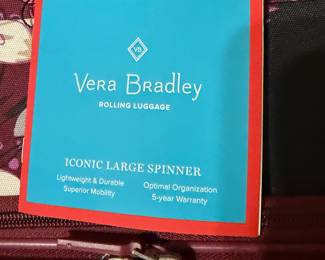 VB
Vera Bradley
ROLLING LUGGAGE
ICONIC LARGE SPINNER
Lightweight & Durable
Superior Mobility
Optimal Organization
5-year Warranty